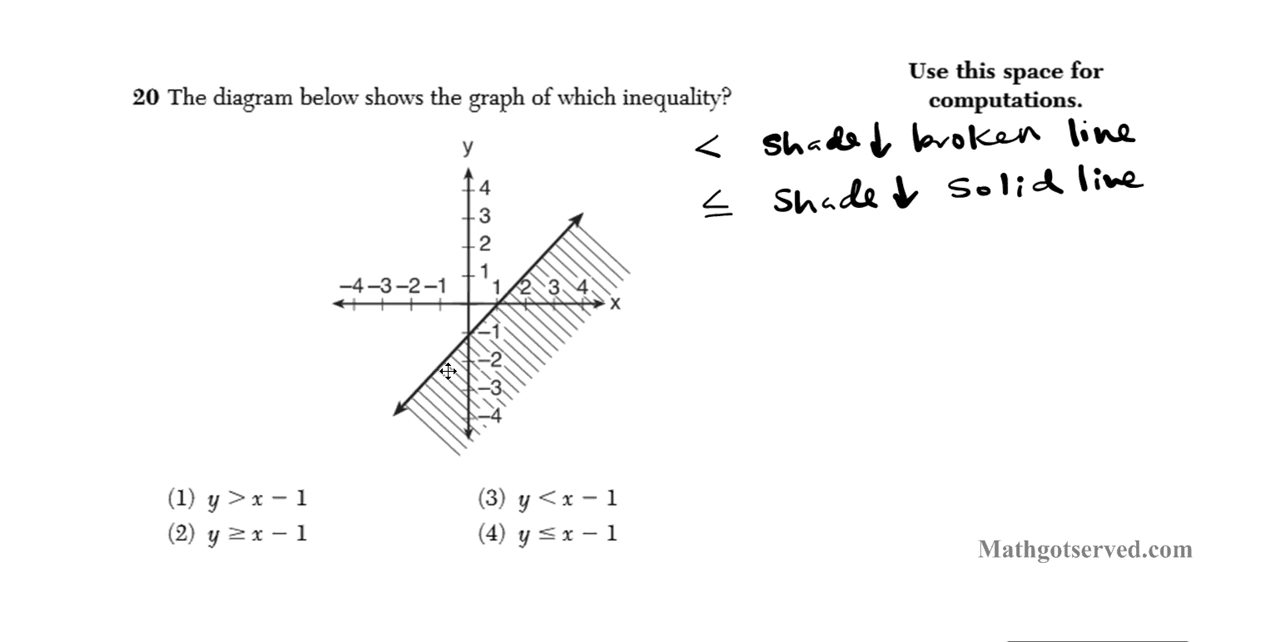 Use this space for
computations.
20 The diagram below shows the graph of which inequality?
< shade↓ broken line
≤ shade↓ solid line
y
4
3
2
1
−4 −3 −2 −1 1 2 3 4 x
−1
−2
−3
−4
(1) y > x − 1 (3) y < x − 1
(2) y ≥ x − 1 (4) y ≤ x − 1
Mathgotserved.com